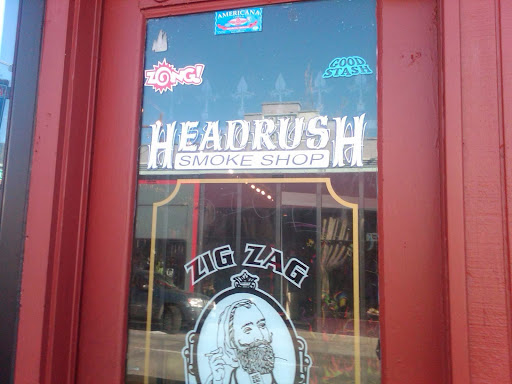 AMERICANA
ZONG!
GOOD
STASH
HEADRUSH
SMOKE SHOP
ZIG ZAG